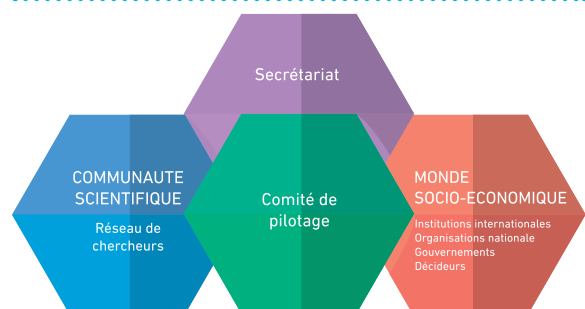 Secrétariat
COMMUNAUTE
SCIENTIFIQUE
Réseau de
chercheurs
Comité de
pilotage
MONDE
SOCIO-ECONOMIQUE
Institutions internationales
Organisations nationale
Gouvernements
Décideurs